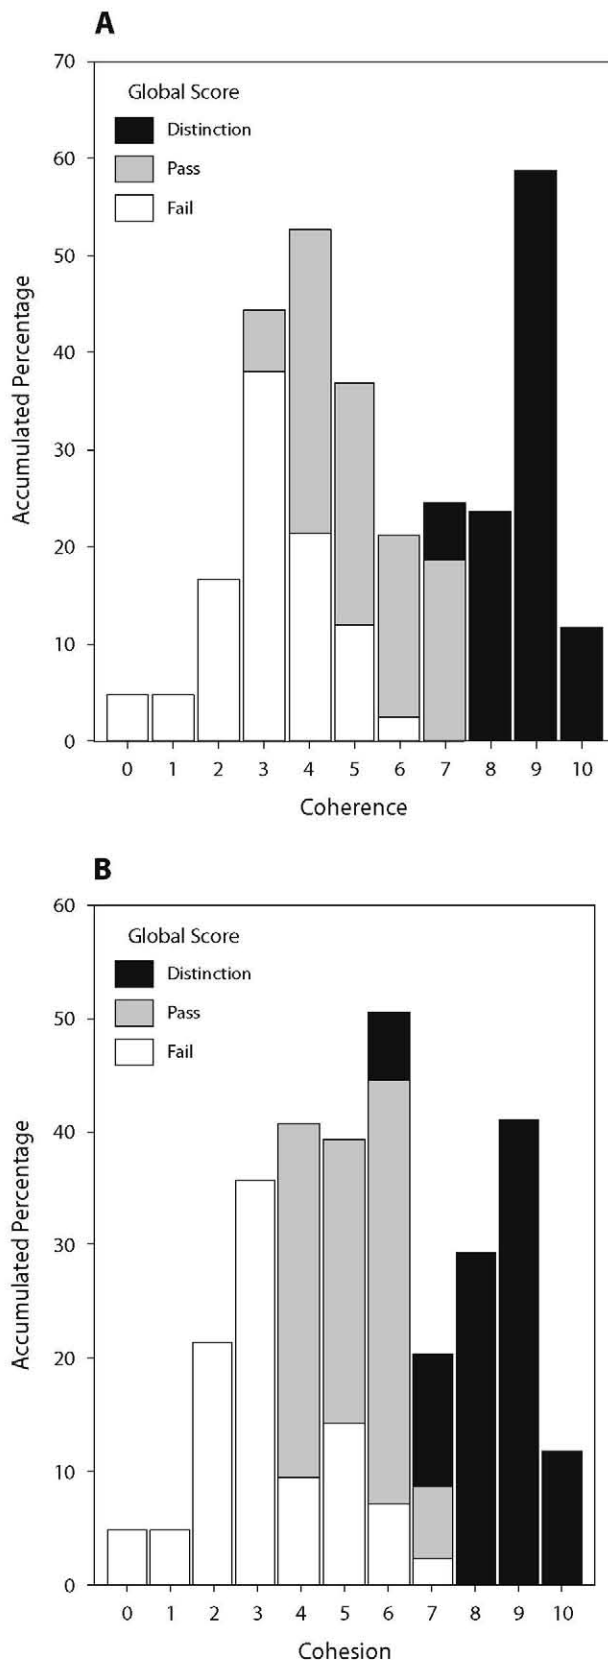 A
70
60
50
40
30
20
10
0
Accumulated Percentage
Global Score
Distinction
Pass
Fail
0 1 2 3 4 5 6 7 8 9 10
Coherence
B
60
50
40
30
20
10
0
Accumulated Percentage
Global Score
Distinction
Pass
Fail
0 1 2 3 4 5 6 7 8 9 10
Cohesion